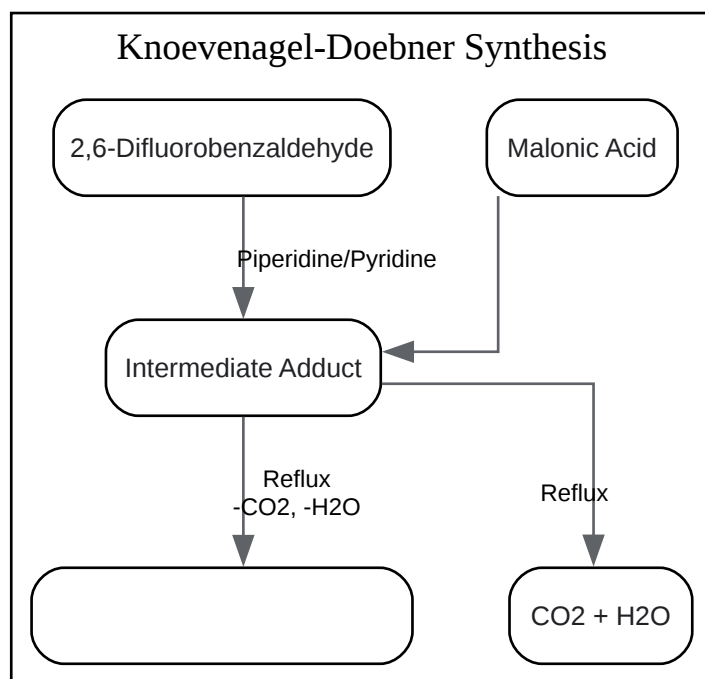 Knoevenagel-Doebner Synthesis
2,6-Difluorobenzaldehyde
Malonic Acid
Piperidine/Pyridine
Intermediate Adduct
Reflux
-CO2, -H2O
Reflux
CO2 + H2O